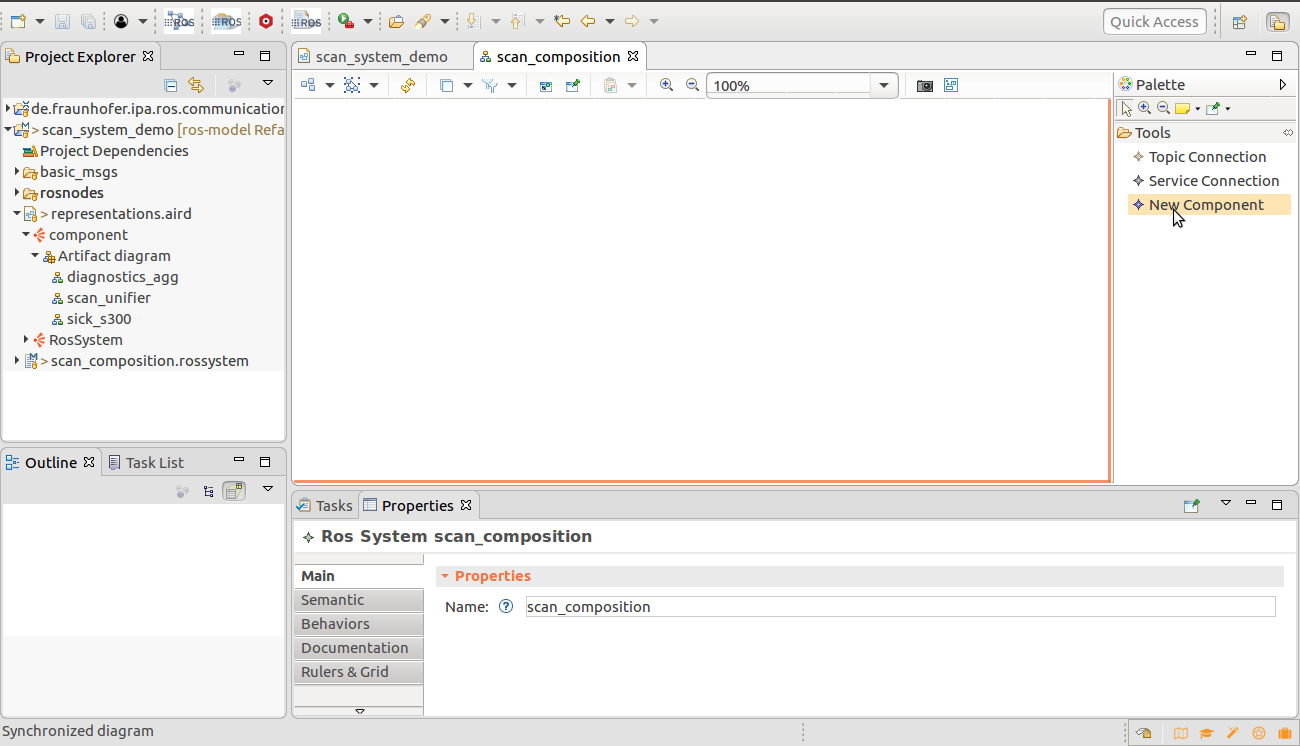 ROS
ROS
ROS
Quick Access
Project Explorer
scan_system_demo
scan_composition
100%
Palette
de.fraunhofer.ipa.ros.communication
> scan_system_demo [ros-model Refa
Project Dependencies
basic_msgs
rosnodes
> representations.aird
component
Artifact diagram
diagnostics_agg
scan_unifier
sick_s300
RosSystem
> scan_composition.rossystem
Tools
Topic Connection
Service Connection
New Component
Outline
Task List
Tasks
Properties
Ros System scan_composition
Main
Semantic
Behaviors
Documentation
Rulers & Grid
Properties
Name:
scan_composition
Synchronized diagram